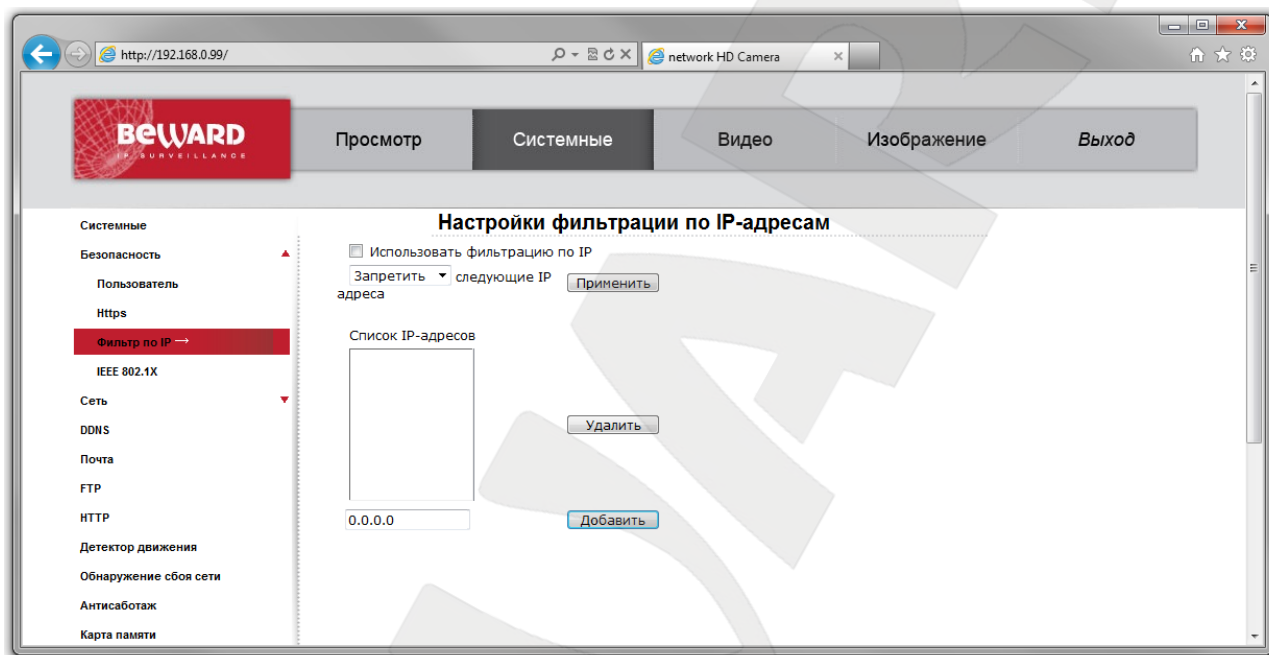 http://192.168.0.99/
network HD Camera
BEWARD
IP SURVEILLANCE
Просмотр
Системные
Видео
Изображение
Выход
Системные
Безопасность
Пользователь
Https
Фильтр по IP →
IEEE 802.1X
Сеть
DDNS
Почта
FTP
HTTP
Детектор движения
Обнаружение сбоя сети
Антисаботаж
Карта памяти
Настройки фильтрации по IP-адресам
Использовать фильтрацию по IP
Запретить следующие IP
адреса
Применить
Список IP-адресов
Удалить
0.0.0.0
Добавить